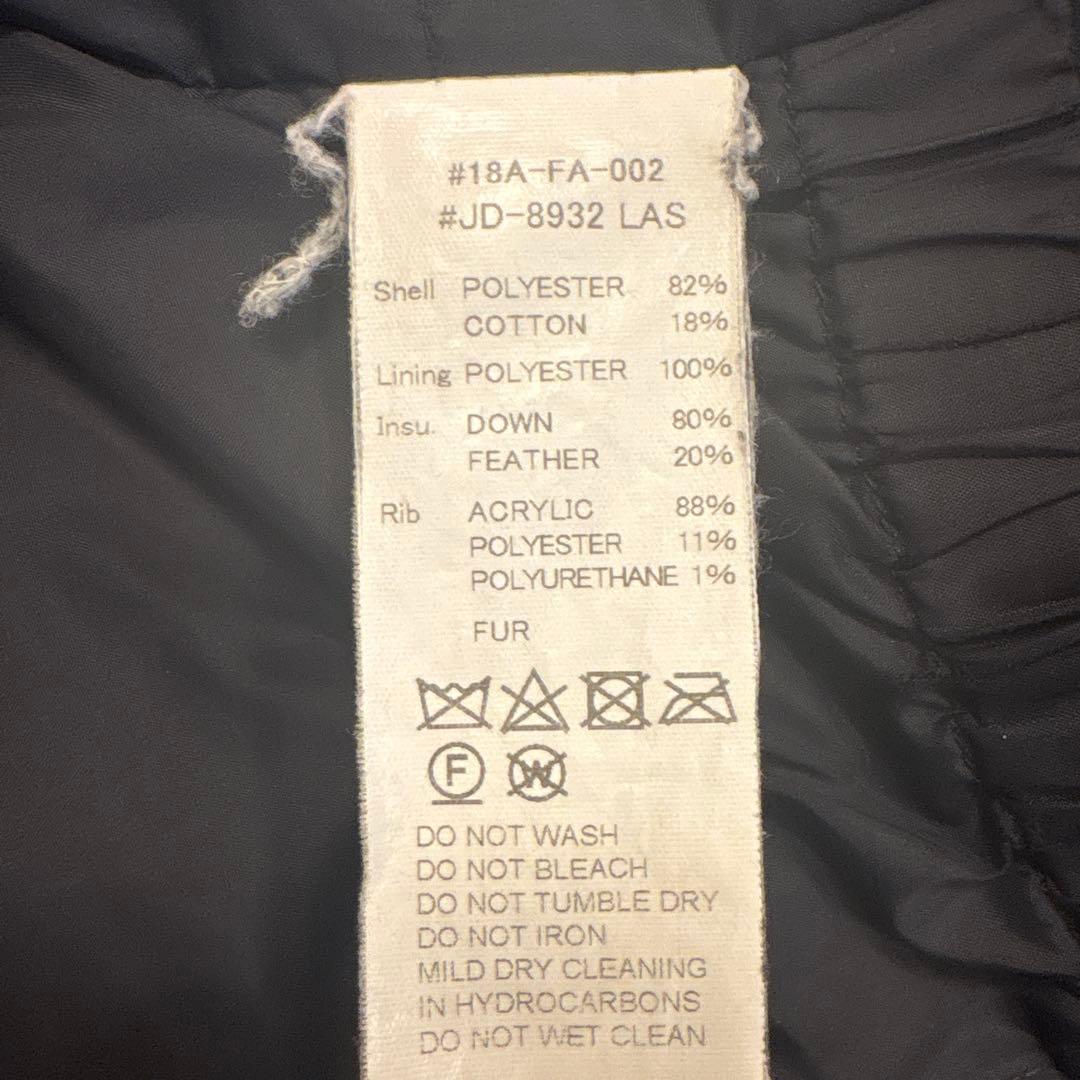 #18A-FA-002
#JD-8932 LAS
Shell POLYESTER 82%
COTTON 18%
Lining POLYESTER 100%
Insu. DOWN 80%
FEATHER 20%
Rib ACRYLIC 88%
POLYESTER 11%
POLYURETHANE 1%
FUR
F W
DO NOT WASH
DO NOT BLEACH
DO NOT TUMBLE DRY
DO NOT IRON
MILD DRY CLEANING
IN HYDROCARBONS
DO NOT WET CLEAN